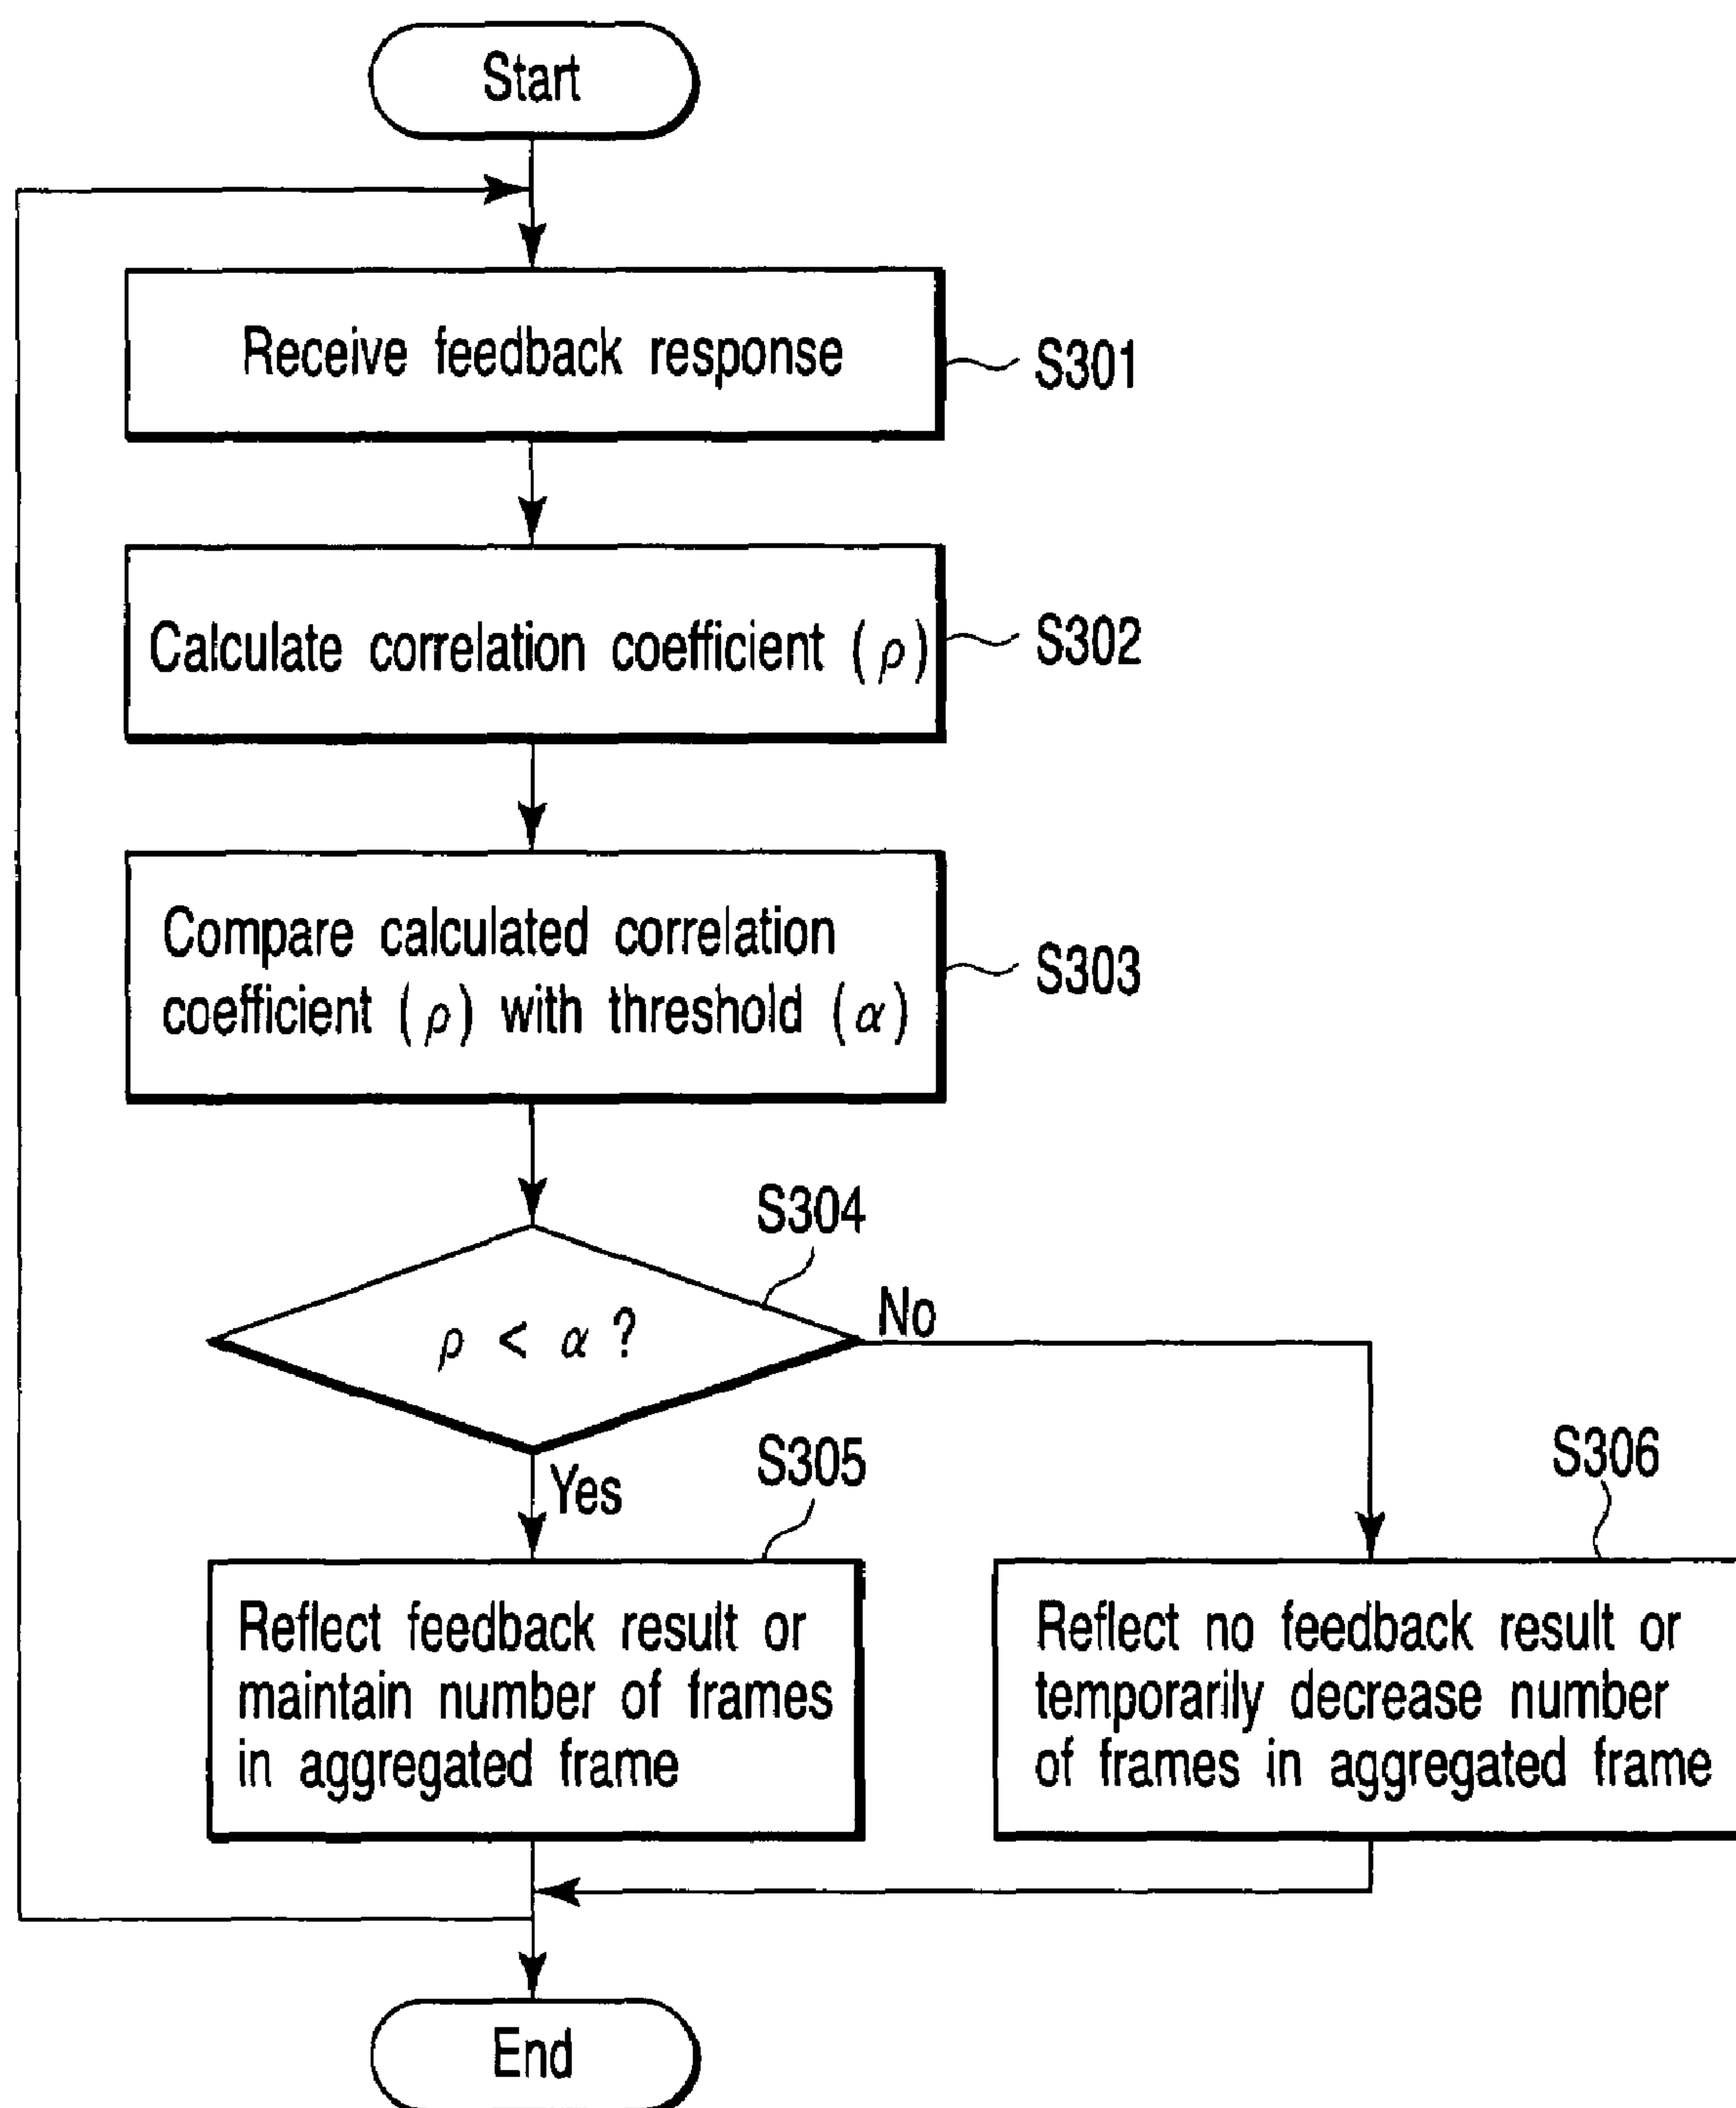 Start
Receive feedback response
S301
Calculate correlation coefficient (ρ)
S302
Compare calculated correlation
coefficient (ρ) with threshold (α)
S303
S304
ρ < α ?
No
Yes
S305
S306
Reflect feedback result or
maintain number of frames
in aggregated frame
Reflect no feedback result or
temporarily decrease number
of frames in aggregated frame
End